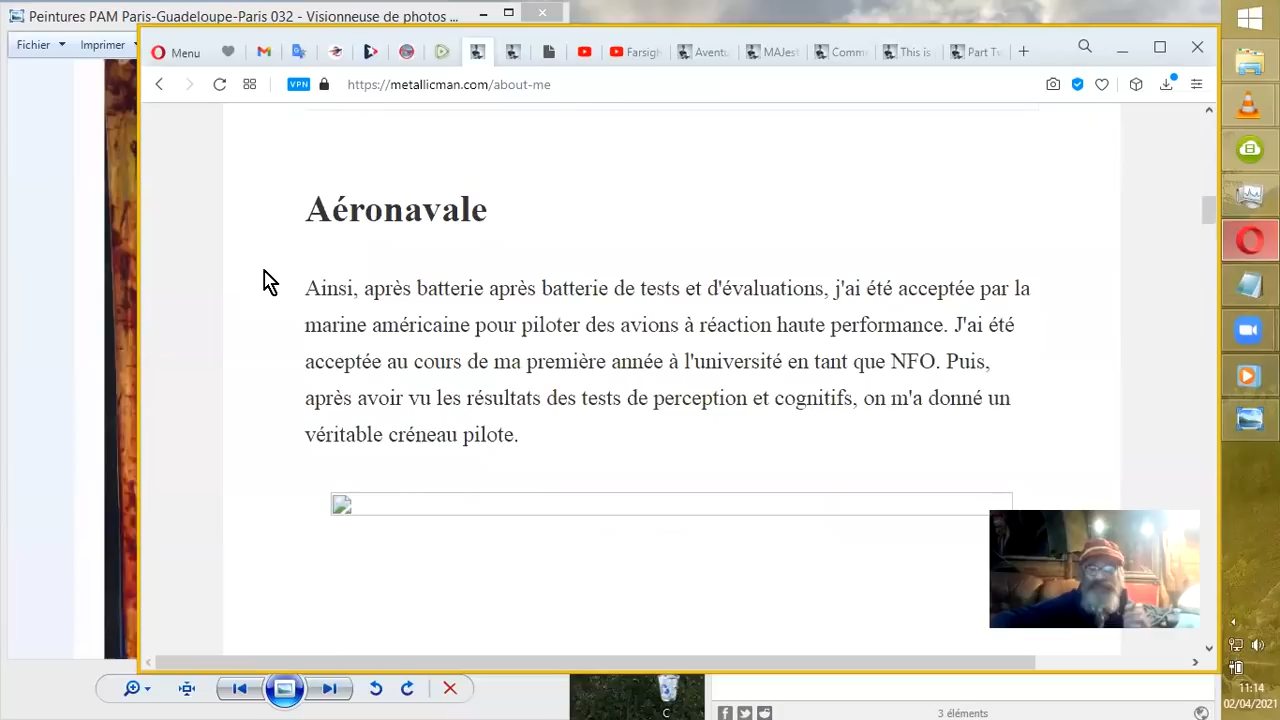 Peintures PAM Paris-Guadeloupe-Paris 032 - Visionneuse de photos ...
Fichier
Imprimer
Menu
Farsigh
Aventu
MAJest
Comm
This is
Part Tv
VPN
https://metallicman.com/about-me
Aéronavale
Ainsi, après batterie après batterie de tests et d'évaluations, j'ai été acceptée par la
marine américaine pour piloter des avions à réaction haute performance. J'ai été
acceptée au cours de ma première année à l'université en tant que NFO. Puis,
après avoir vu les résultats des tests de perception et cognitifs, on m'a donné un
véritable créneau pilote.
C
3 éléments
11:14
02/04/2021